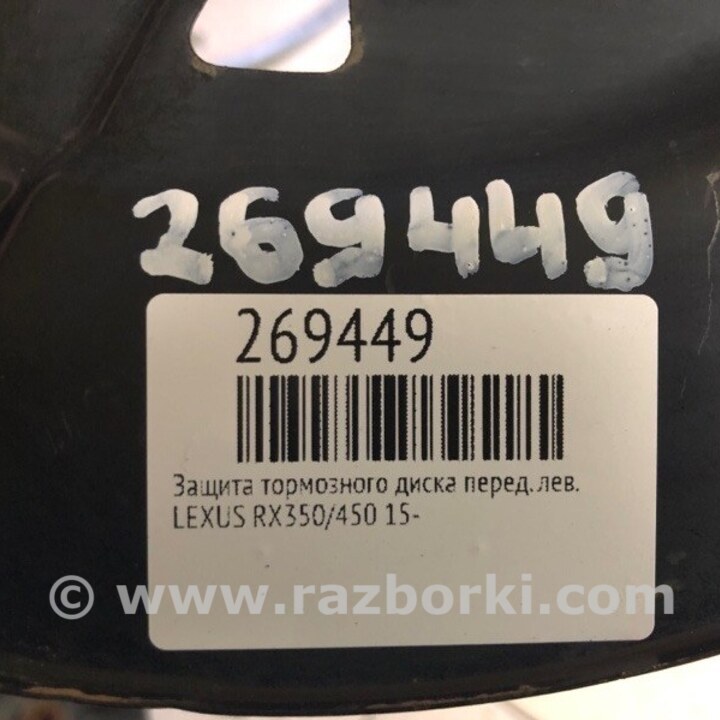 269449
269449
Защита тормозного диска перед.лев.
LEXUS RX350/450 15-
© www.razborki.com